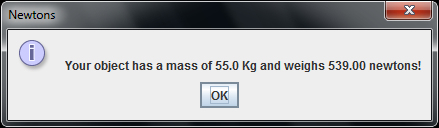 Newtons
Your object has a mass of 55.0 Kg and weighs 539.00 newtons!
OK